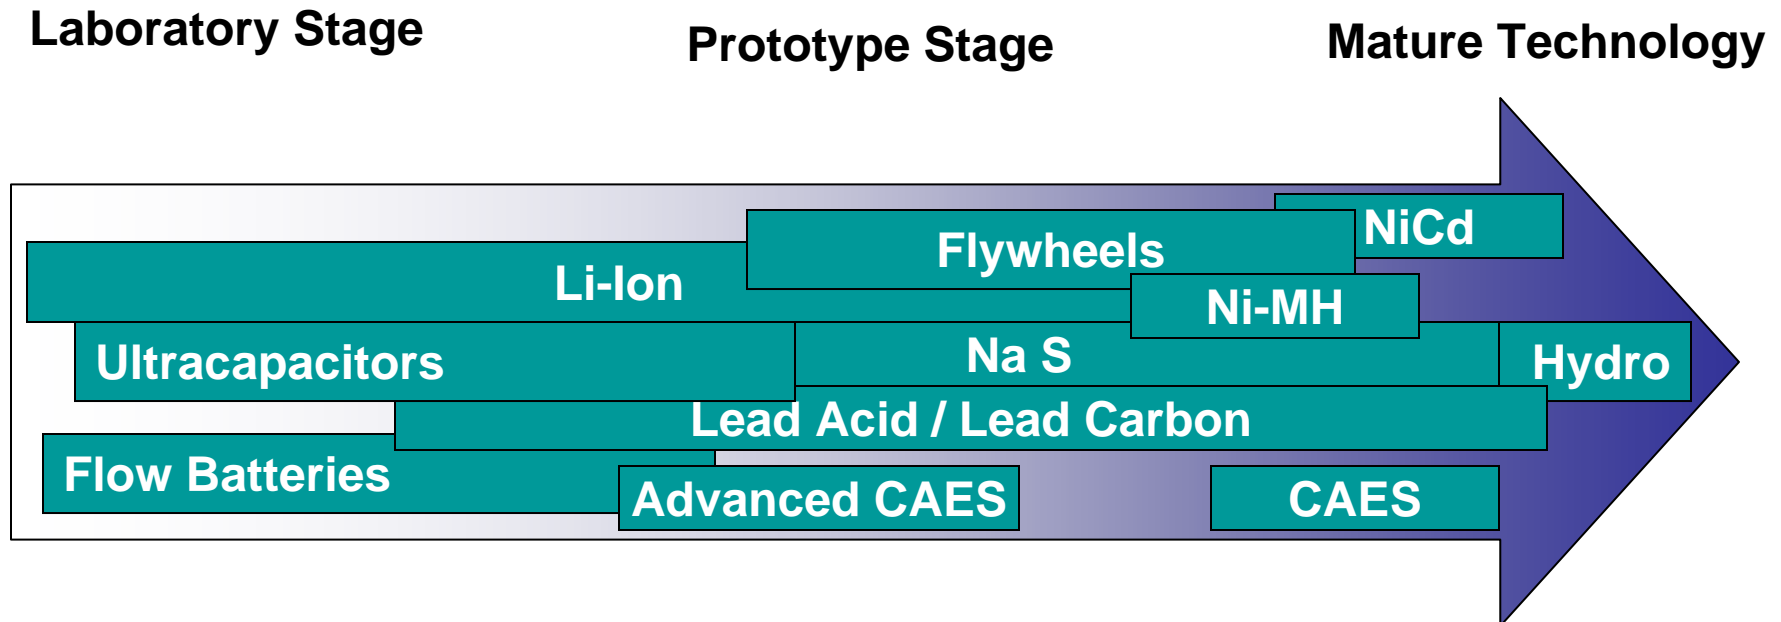 Laboratory Stage
Prototype Stage
Mature Technology
NiCd
Flywheels
Li-Ion
Ni-MH
Na S
Ultracapacitors
Hydro
Lead Acid / Lead Carbon
Flow Batteries
Advanced CAES
CAES